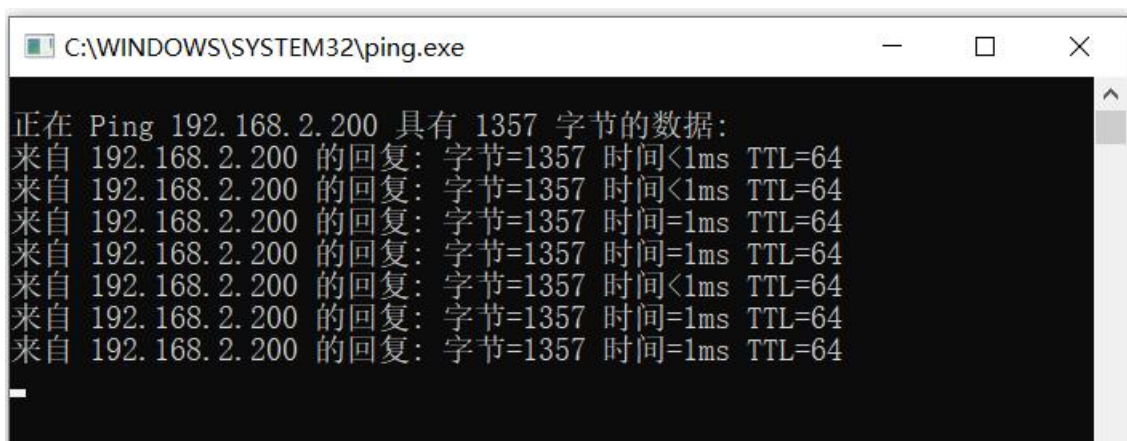 C:\WINDOWS\SYSTEM32\ping.exe
正在 Ping 192.168.2.200 具有 1357 字节的数据:
来自 192.168.2.200 的回复: 字节=1357 时间<1ms TTL=64
来自 192.168.2.200 的回复: 字节=1357 时间<1ms TTL=64
来自 192.168.2.200 的回复: 字节=1357 时间=1ms TTL=64
来自 192.168.2.200 的回复: 字节=1357 时间=1ms TTL=64
来自 192.168.2.200 的回复: 字节=1357 时间<1ms TTL=64
来自 192.168.2.200 的回复: 字节=1357 时间=1ms TTL=64
来自 192.168.2.200 的回复: 字节=1357 时间=1ms TTL=64